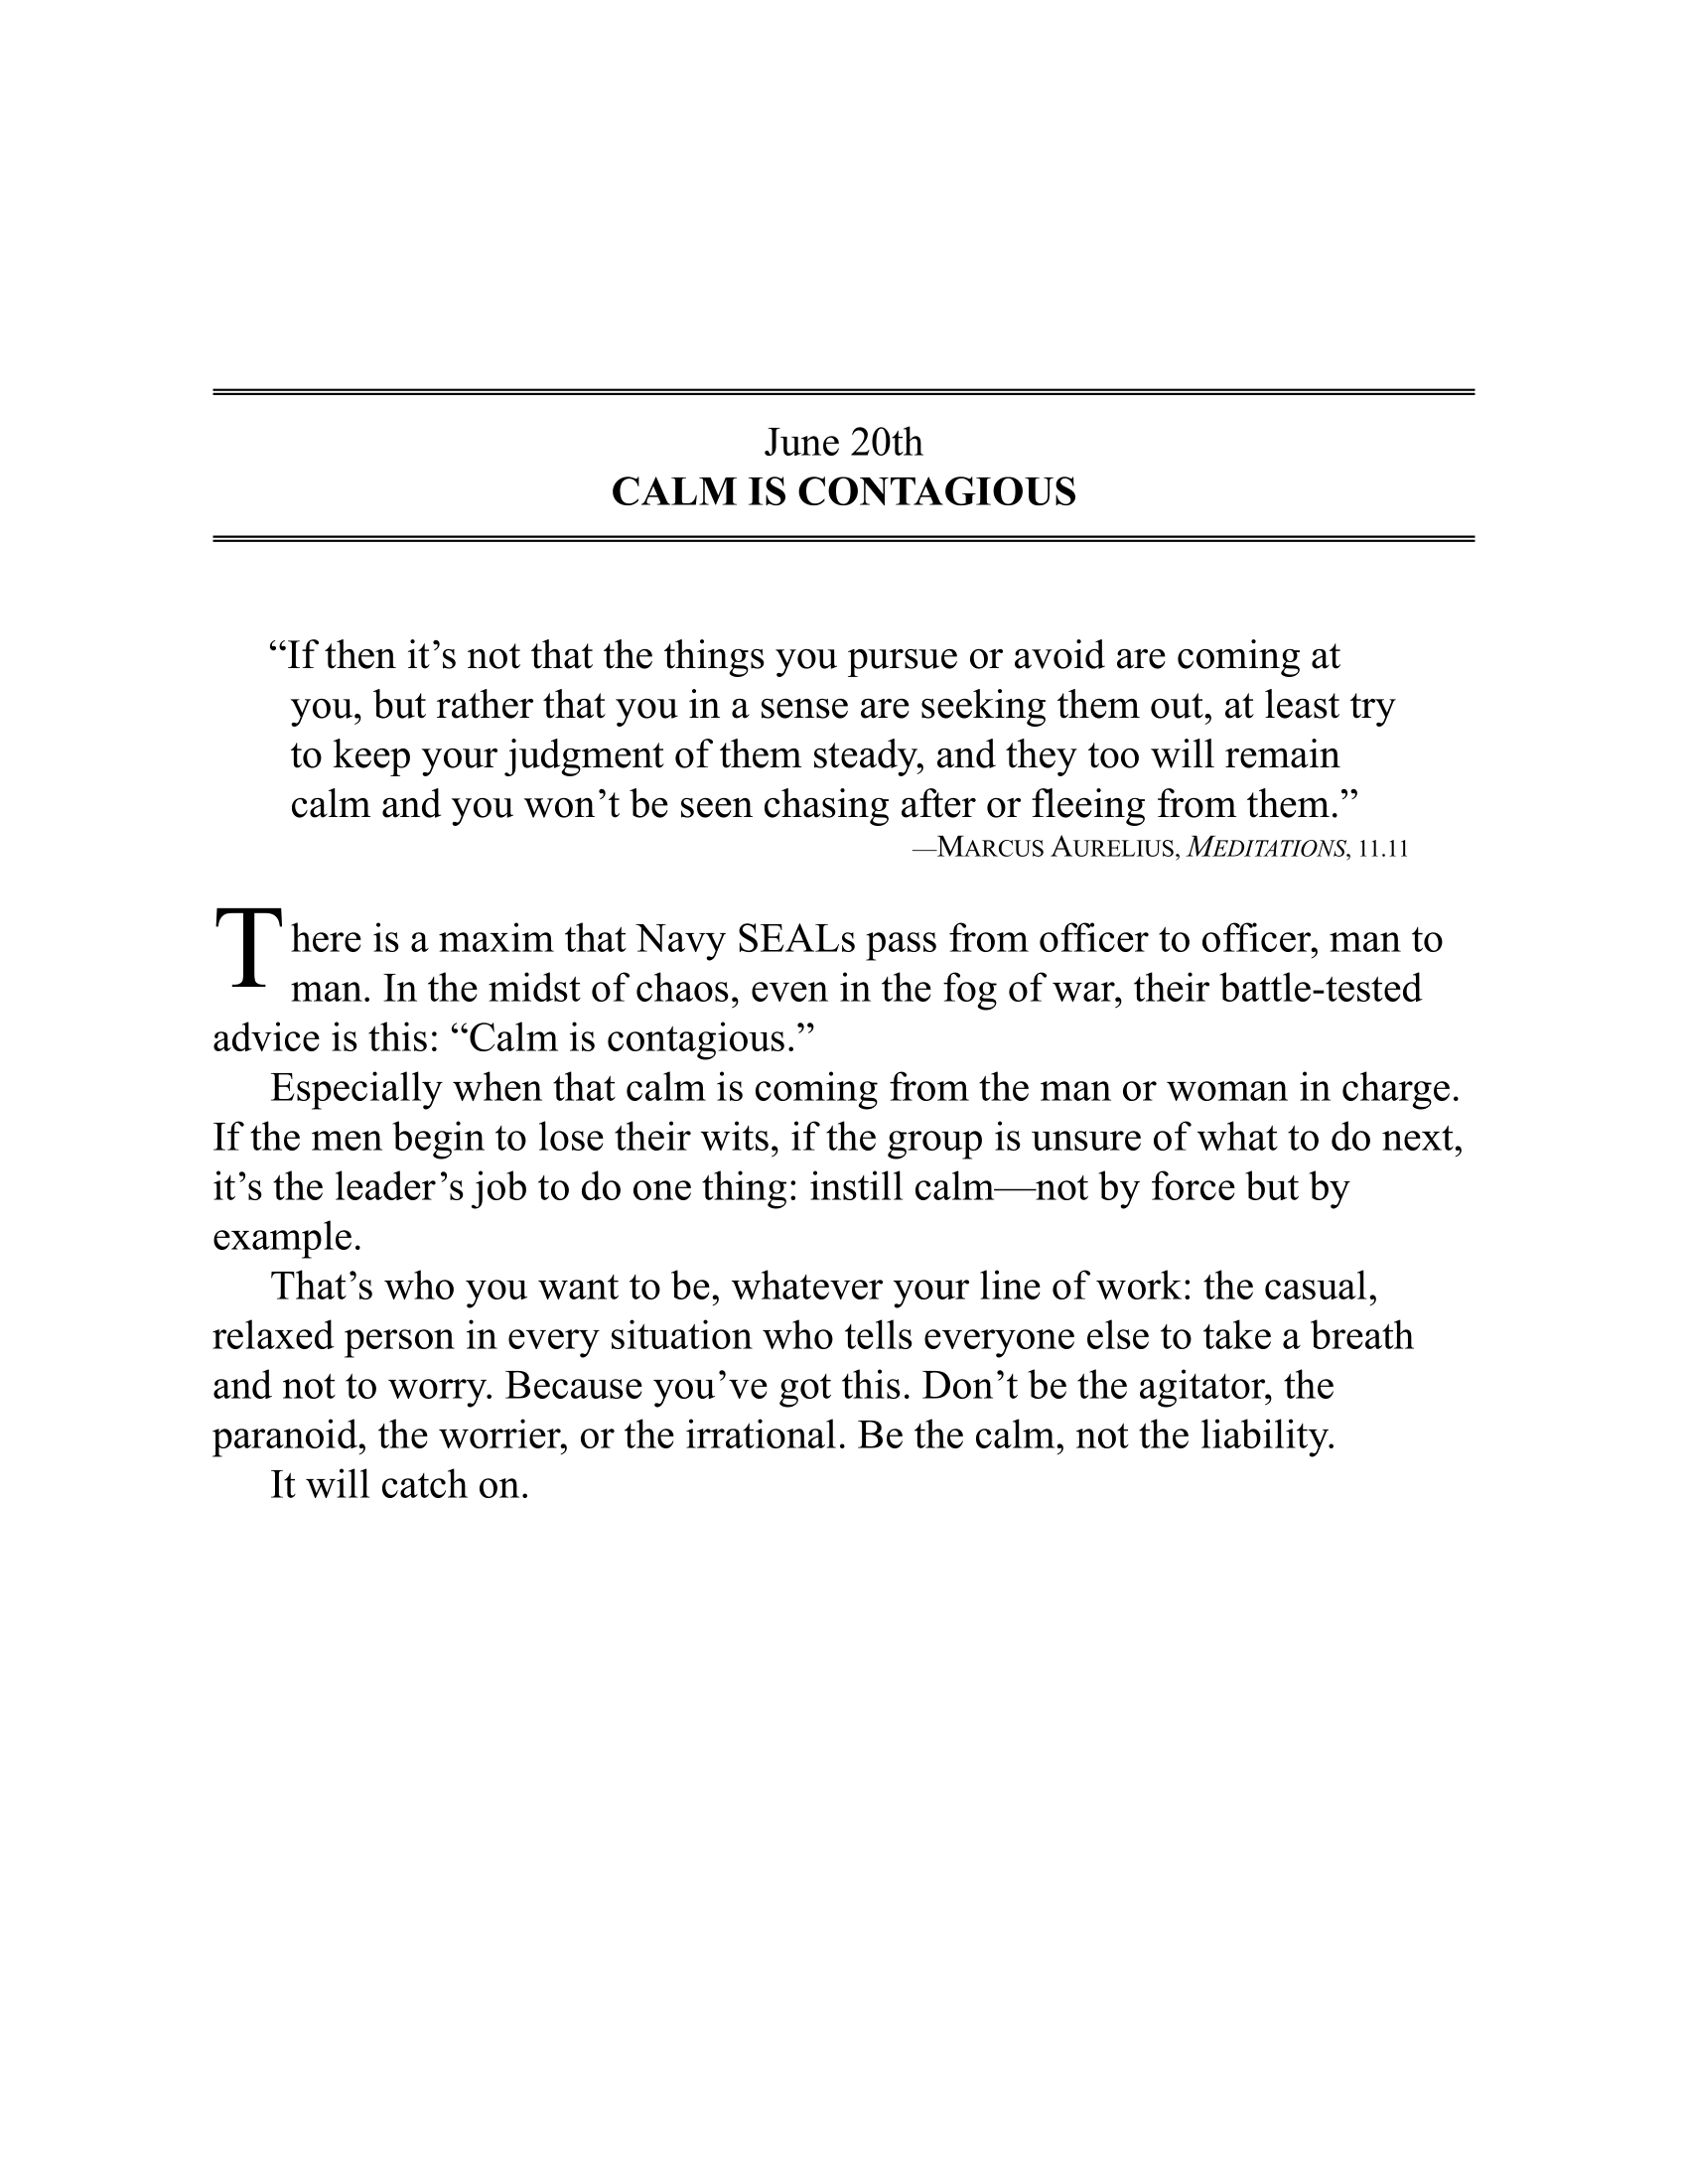 June 20th
CALM IS CONTAGIOUS
“If then it’s not that the things you pursue or avoid are coming at
you, but rather that you in a sense are seeking them out, at least try
to keep your judgment of them steady, and they too will remain
calm and you won’t be seen chasing after or fleeing from them.”
—MARCUS AURELIUS, MEDITATIONS, 11.11
There is a maxim that Navy SEALs pass from officer to officer, man to
man. In the midst of chaos, even in the fog of war, their battle-tested
advice is this: “Calm is contagious.”
Especially when that calm is coming from the man or woman in charge.
If the men begin to lose their wits, if the group is unsure of what to do next,
it’s the leader’s job to do one thing: instill calm—not by force but by
example.
That’s who you want to be, whatever your line of work: the casual,
relaxed person in every situation who tells everyone else to take a breath
and not to worry. Because you’ve got this. Don’t be the agitator, the
paranoid, the worrier, or the irrational. Be the calm, not the liability.
It will catch on.